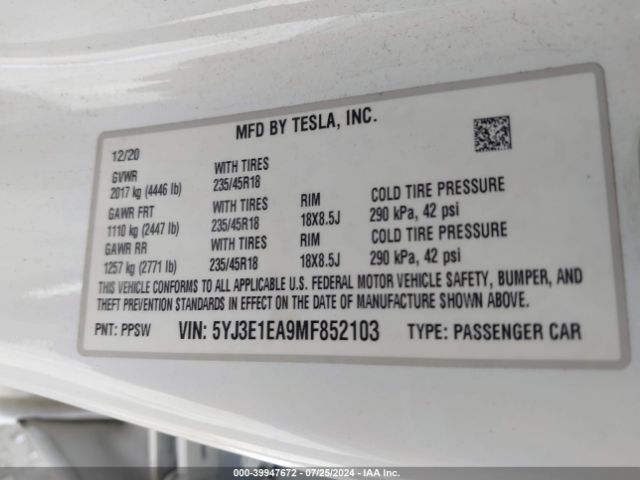 MFD BY TESLA, INC.
12/20
GVWR WITH TIRES
2017 kg (4446 lb) 235/45R18
GAWR FRT WITH TIRES RIM COLD TIRE PRESSURE
1110 kg (2447 lb) 235/45R18 18X8.5J 290 kPa, 42 psi
GAWR RR WITH TIRES RIM COLD TIRE PRESSURE
1257 kg (2771 lb) 235/45R18 18X8.5J 290 kPa, 42 psi
THIS VEHICLE CONFORMS TO ALL APPLICABLE U.S. FEDERAL MOTOR VEHICLE SAFETY, BUMPER, AND
THEFT PREVENTION STANDARDS IN EFFECT ON THE DATE OF MANUFACTURE SHOWN ABOVE.
PNT: PPSW VIN: 5YJ3E1EA9MF852103 TYPE: PASSENGER CAR
000-39947672 - 07/25/2024 - IAA Inc.